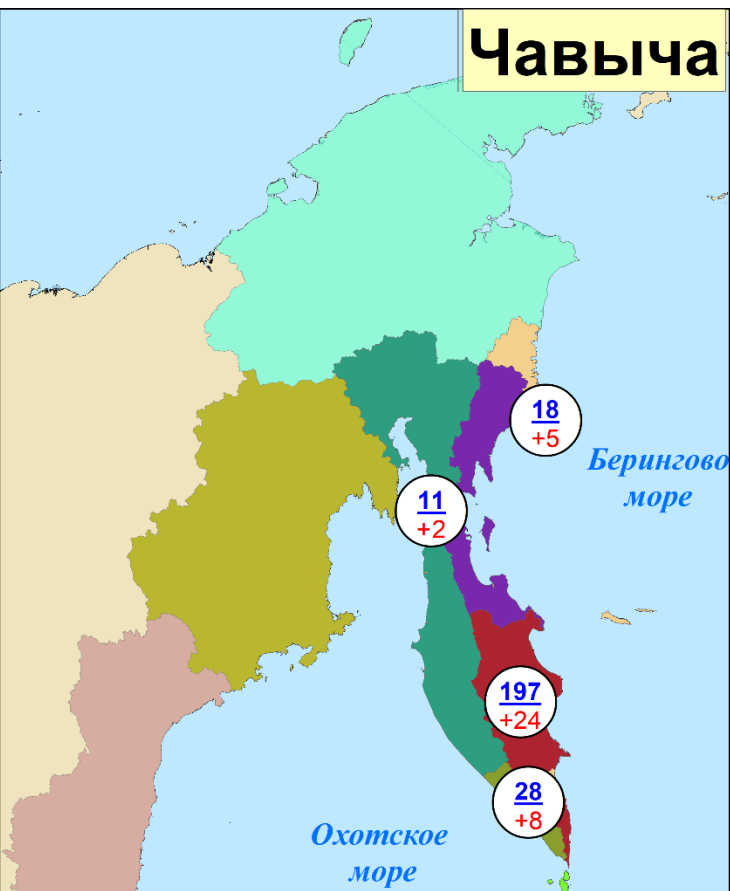 Чавыча
18
+5
Берингово
море
11
+2
197
+24
28
+8
Охотское
море